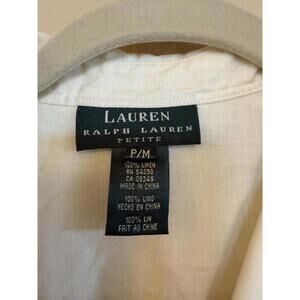 LAUREN
RALPH LAUREN
PETITE
P/M
100% LINEN
RN 54050
CA 08349
MADE IN CHINA
100% LINO
HECHO EN CHINA
100% LIN
FAIT AU CHINE